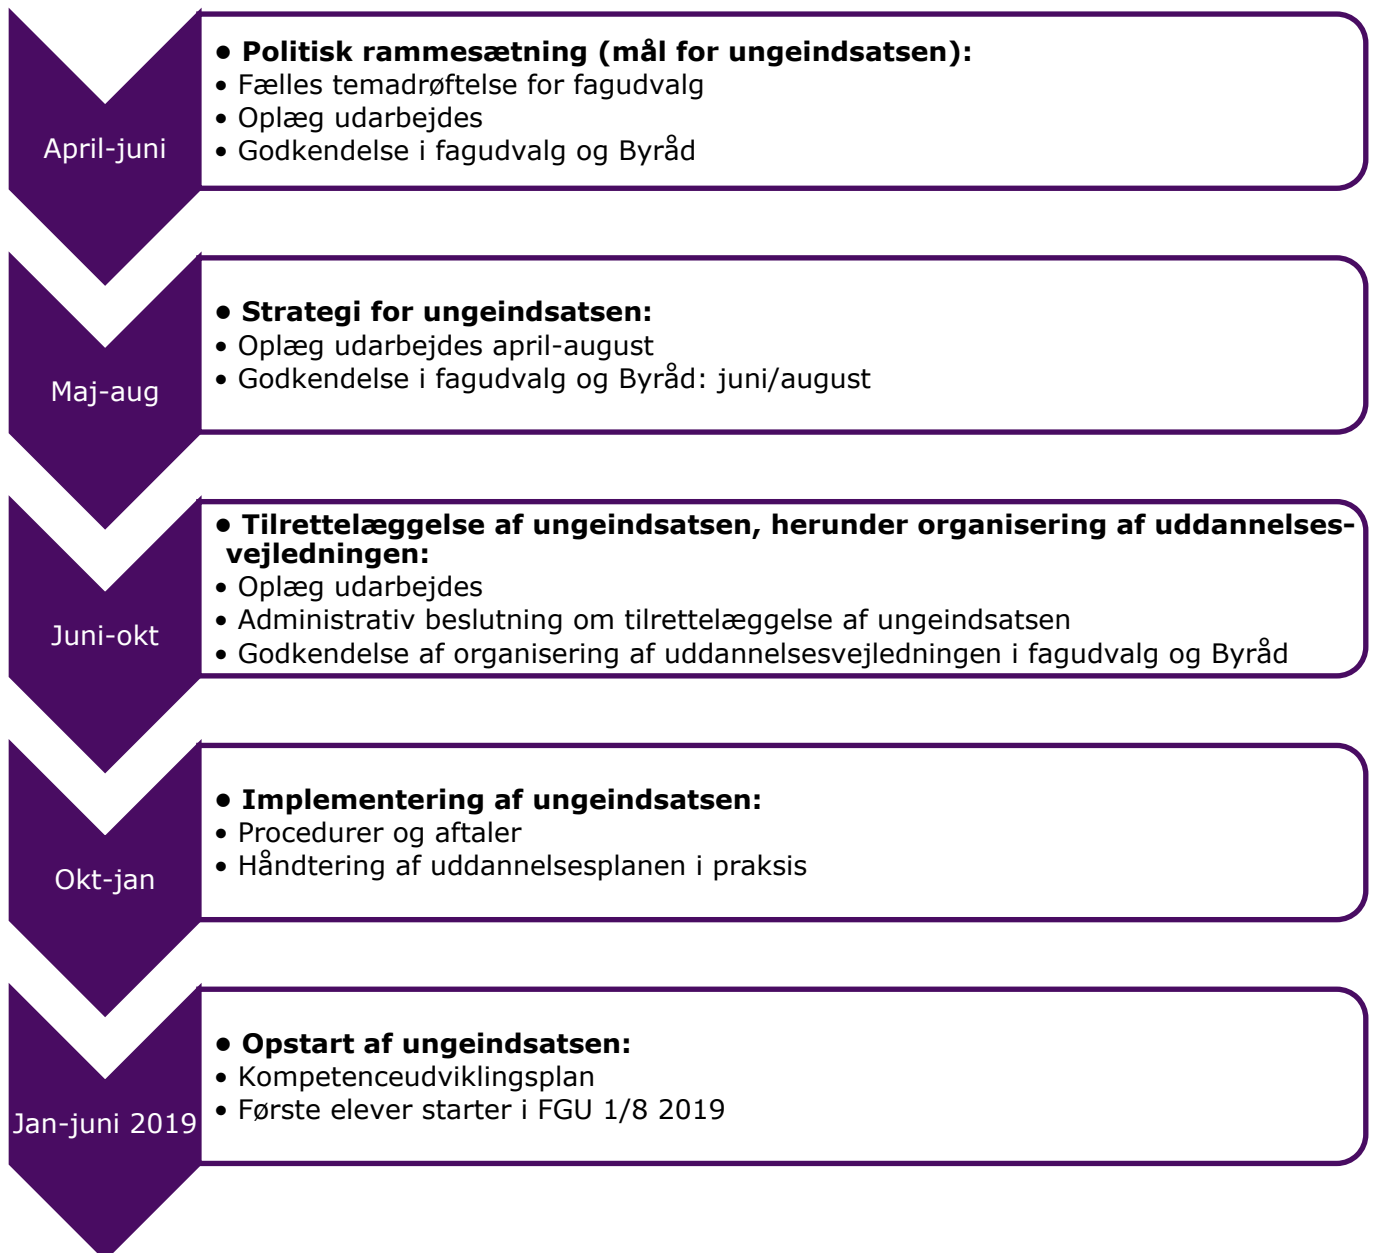 April-juni
• Politisk rammesætning (mål for ungeindsatsen):
• Fælles temadrøftelse for fagudvalg
• Oplæg udarbejdes
• Godkendelse i fagudvalg og Byråd
Maj-aug
• Strategi for ungeindsatsen:
• Oplæg udarbejdes april-august
• Godkendelse i fagudvalg og Byråd: juni/august
Juni-okt
• Tilrettelæggelse af ungeindsatsen, herunder organisering af uddannelses-
vejledningen:
• Oplæg udarbejdes
• Administrativ beslutning om tilrettelæggelse af ungeindsatsen
• Godkendelse af organisering af uddannelsesvejledningen i fagudvalg og Byråd
Okt-jan
• Implementering af ungeindsatsen:
• Procedurer og aftaler
• Håndtering af uddannelsesplanen i praksis
Jan-juni 2019
• Opstart af ungeindsatsen:
• Kompetenceudviklingsplan
• Første elever starter i FGU 1/8 2019